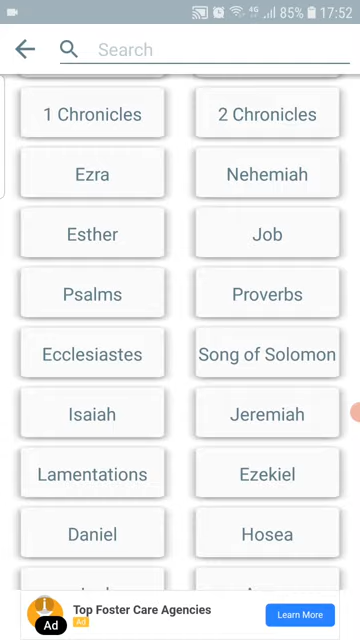 4G 85% 17:52
Search
1 Chronicles 2 Chronicles
Ezra Nehemiah
Esther Job
Psalms Proverbs
Ecclesiastes Song of Solomon
Isaiah Jeremiah
Lamentations Ezekiel
Daniel Hosea
Top Foster Care Agencies
Ad
Ad
Learn More